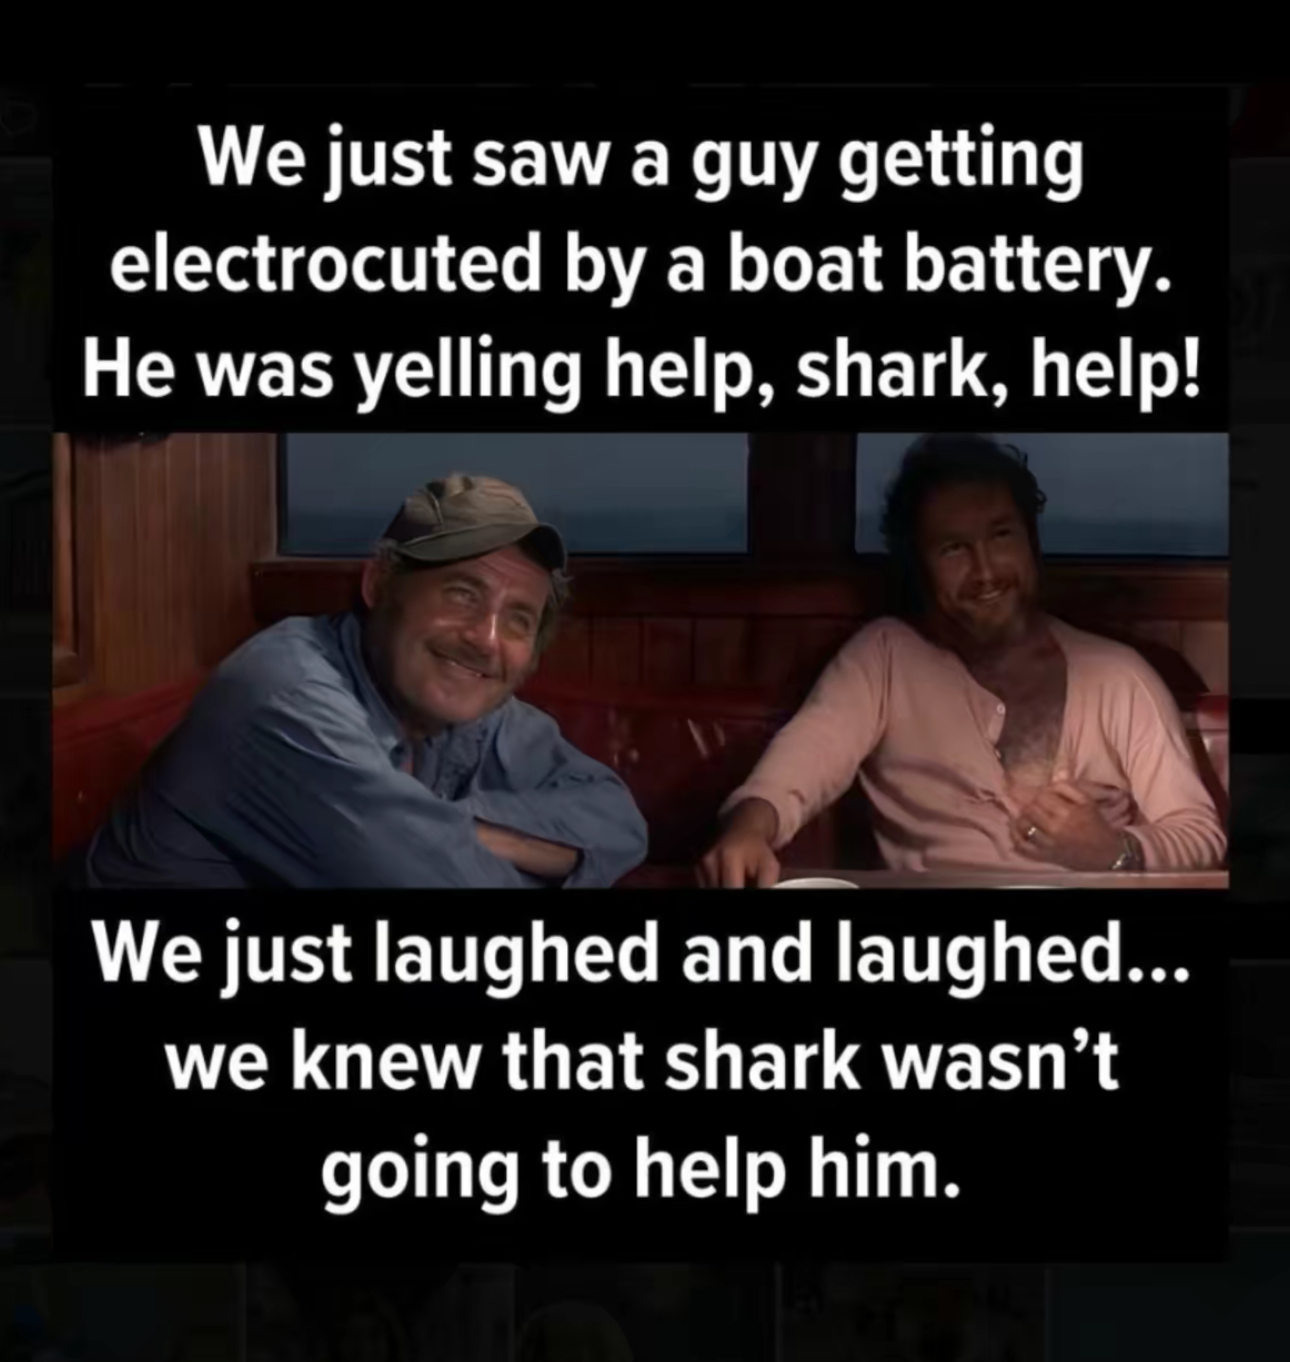 We just saw a guy getting
electrocuted by a boat battery.
He was yelling help, shark, help!
We just laughed and laughed...
we knew that shark wasn’t
going to help him.